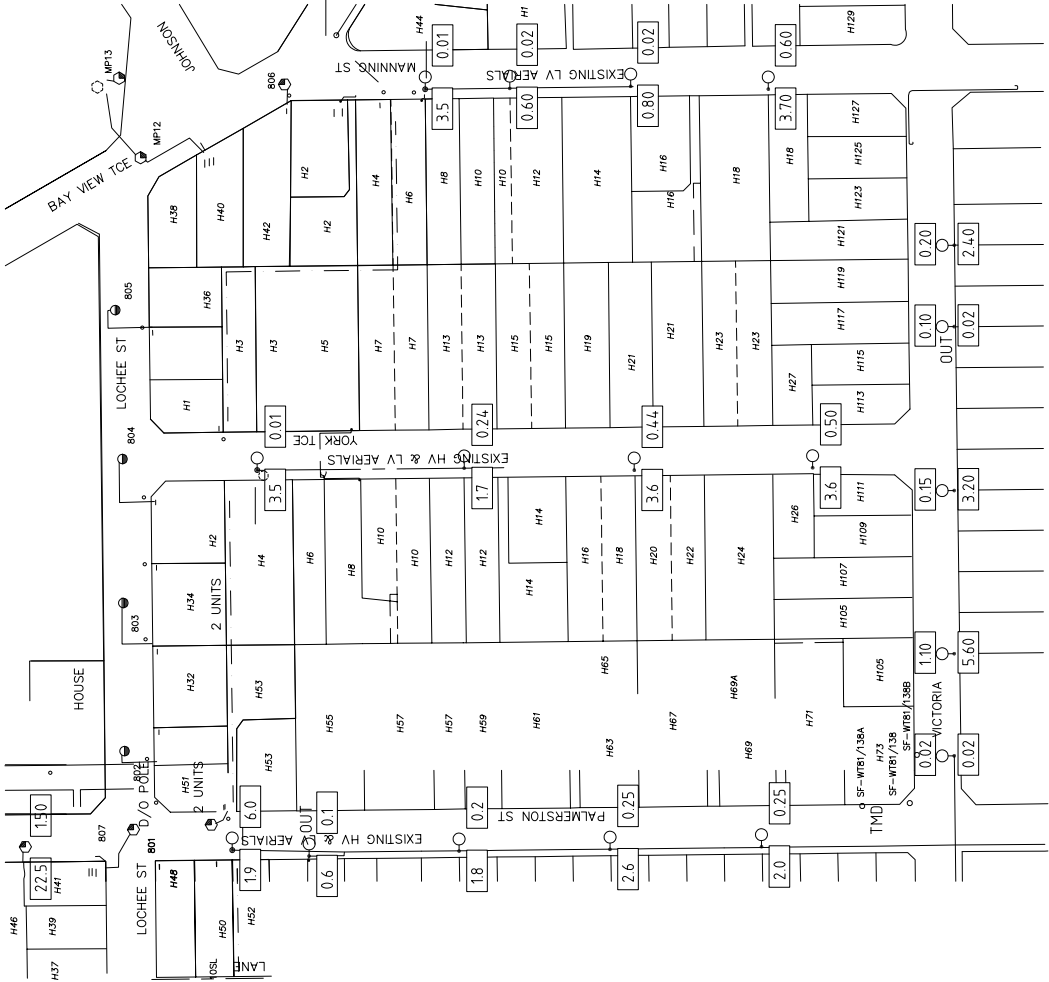 H44
H1
H129
0.01
0.02
0.02
0.60
JOHNSON
MP13
MANNING ST
EXISTING LV AERIALS
806
3.5
0.60
0.80
3.70
MP12
BAY VIEW TCE
H38
H40
H42
H2
H2
H4
H6
H8
H10
H10
H12
H14
H16
H16
H18
H18
H127
H125
H123
H121
0.20
2.40
805
H36
LOCHEE ST
H1
H3
H3
H5
H7
H7
H13
H13
H15
H15
H19
H21
H21
H23
H23
H27
H119
H117
H115
H113
0.10
0.02
OUT
804
0.01
YORK TCE
0.24
0.44
0.50
EXISTING HV & LV AERIALS
3.5
1.7
3.6
3.6
0.15
3.20
H2
H34
2 UNITS
H4
H6
H8
H10
H10
H12
H12
H14
H14
H16
H18
H20
H22
H24
H26
H111
H109
H107
H105
803
HOUSE
H32
H53
H53
H55
H57
H57
H59
H61
H63
H65
H67
H69A
H69
H71
H105
H73
1.10
5.60
VICTORIA
SF-WT81/138A
SF-WT81/138
SF-WT81/138B
0.02
0.02
802
H51
2 UNITS
D/O POLE
1.50
807
801
6.0
0.1
OUT
0.2
0.25
0.25
PALMERSTON ST
EXISTING HV & LV AERIALS
TMD
22.5
1.9
0.6
1.8
2.6
2.0
H41
H46
H39
H37
LOCHEE ST
H48
H50
H52
LANE